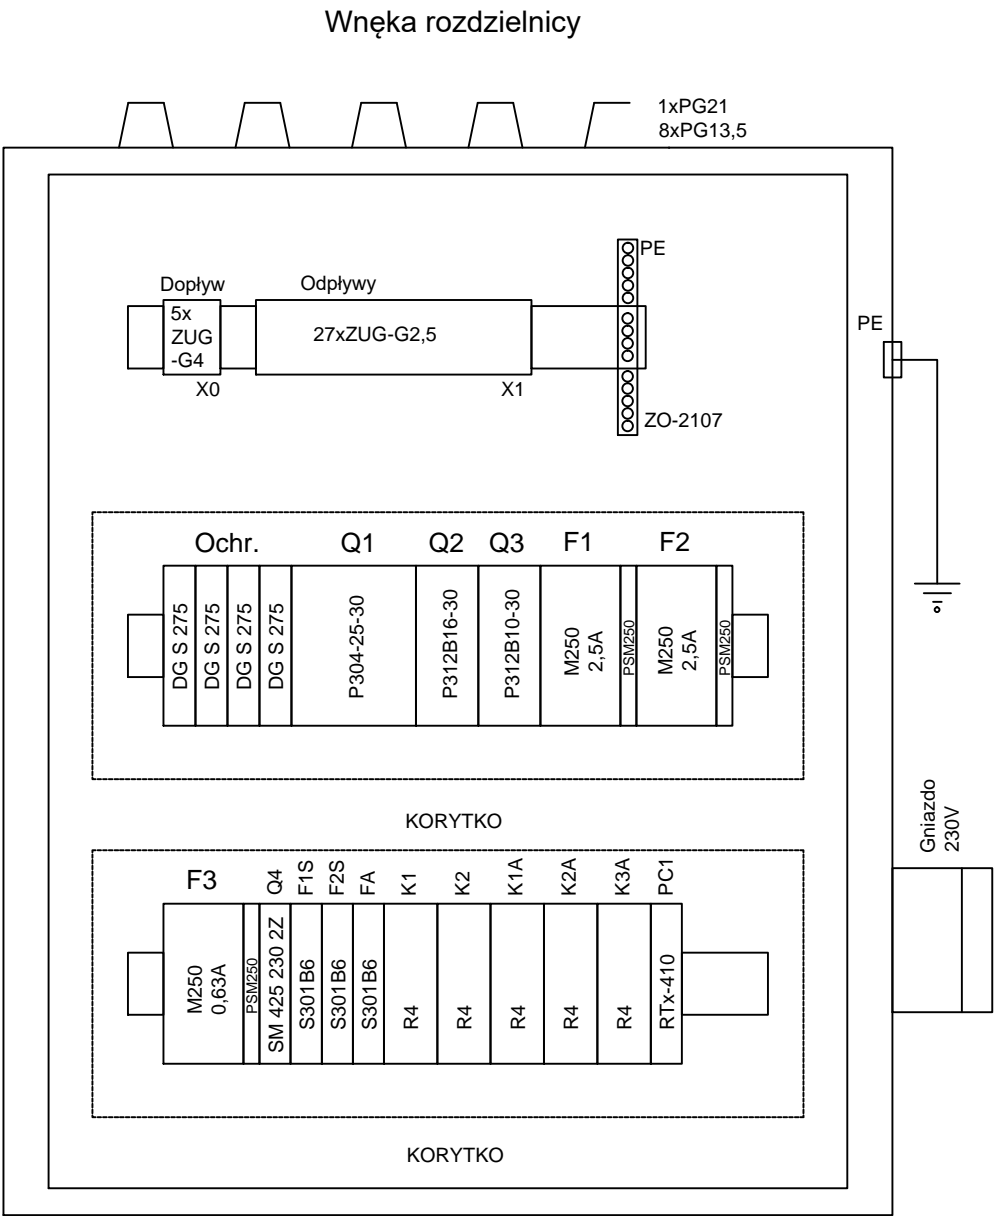 Wnęka rozdzielnicy
1xPG21
8xPG13,5
PE
Dopływ
Odpływy
5x
ZUG
-G4
27xZUG-G2,5
X0
X1
ZO-2107
PE
Ochr.
Q1
Q2
Q3
F1
F2
DG S 275
DG S 275
DG S 275
DG S 275
P304-25-30
P312B16-30
P312B10-30
M250
2,5A
PSM250
M250
2,5A
PSM250
KORYTKO
Gniazdo
230V
F3
Q4
F1S
F2S
FA
K1
K2
K1A
K2A
K3A
PC1
M250
0,63A
PSM250
SM 425 230 2Z
S301B6
S301B6
S301B6
R4
R4
R4
R4
R4
RTx-410
KORYTKO